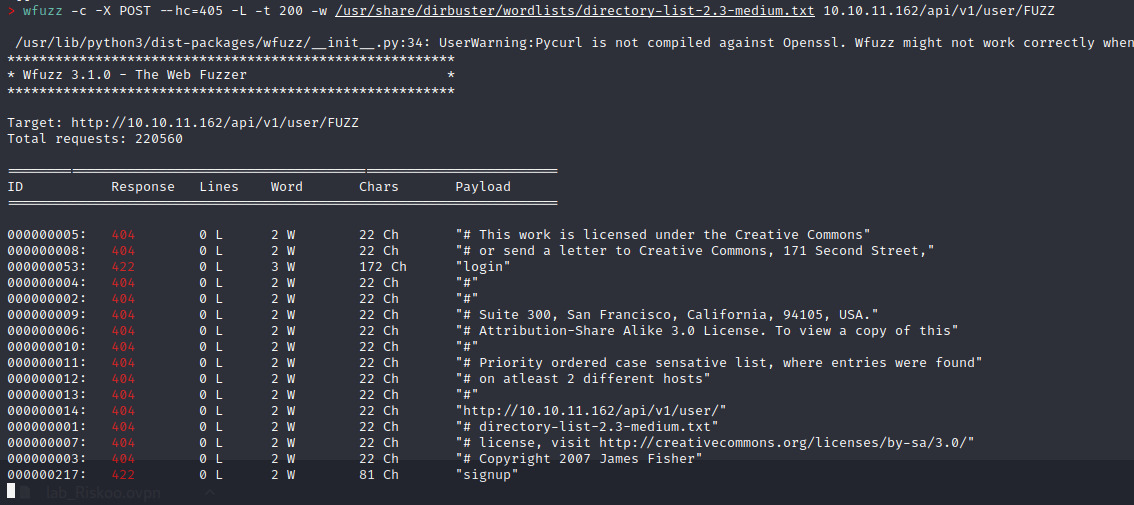 > wfuzz -c -X POST --hc=405 -L -t 200 -w /usr/share/dirbuster/wordlists/directory-list-2.3-medium.txt 10.10.11.162/api/v1/user/FUZZ
/usr/lib/python3/dist-packages/wfuzz/__init__.py:34: UserWarning:Pycurl is not compiled against Openssl. Wfuzz might not work correctly when
********************************************************
* Wfuzz 3.1.0 - The Web Fuzzer                         *
********************************************************
Target: http://10.10.11.162/api/v1/user/FUZZ
Total requests: 220560
=====================================================================
ID           Response   Lines    Word       Chars       Payload
=====================================================================
000000005:   404        0 L      2 W        22 Ch       "# This work is licensed under the Creative Commons"
000000008:   404        0 L      2 W        22 Ch       "# or send a letter to Creative Commons, 171 Second Street,"
000000053:   422        0 L      3 W        172 Ch      "login"
000000004:   404        0 L      2 W        22 Ch       "#"
000000002:   404        0 L      2 W        22 Ch       "#"
000000009:   404        0 L      2 W        22 Ch       "# Suite 300, San Francisco, California, 94105, USA."
000000006:   404        0 L      2 W        22 Ch       "# Attribution-Share Alike 3.0 License. To view a copy of this"
000000010:   404        0 L      2 W        22 Ch       "#"
000000011:   404        0 L      2 W        22 Ch       "# Priority ordered case sensative list, where entries were found"
000000012:   404        0 L      2 W        22 Ch       "# on atleast 2 different hosts"
000000013:   404        0 L      2 W        22 Ch       "#"
000000014:   404        0 L      2 W        22 Ch       "http://10.10.11.162/api/v1/user/"
000000001:   404        0 L      2 W        22 Ch       "# directory-list-2.3-medium.txt"
000000007:   404        0 L      2 W        22 Ch       "# license, visit http://creativecommons.org/licenses/by-sa/3.0/"
000000003:   404        0 L      2 W        22 Ch       "# Copyright 2007 James Fisher"
000000217:   422        0 L      2 W        81 Ch       "signup"
lab_Riskoo.ovpn